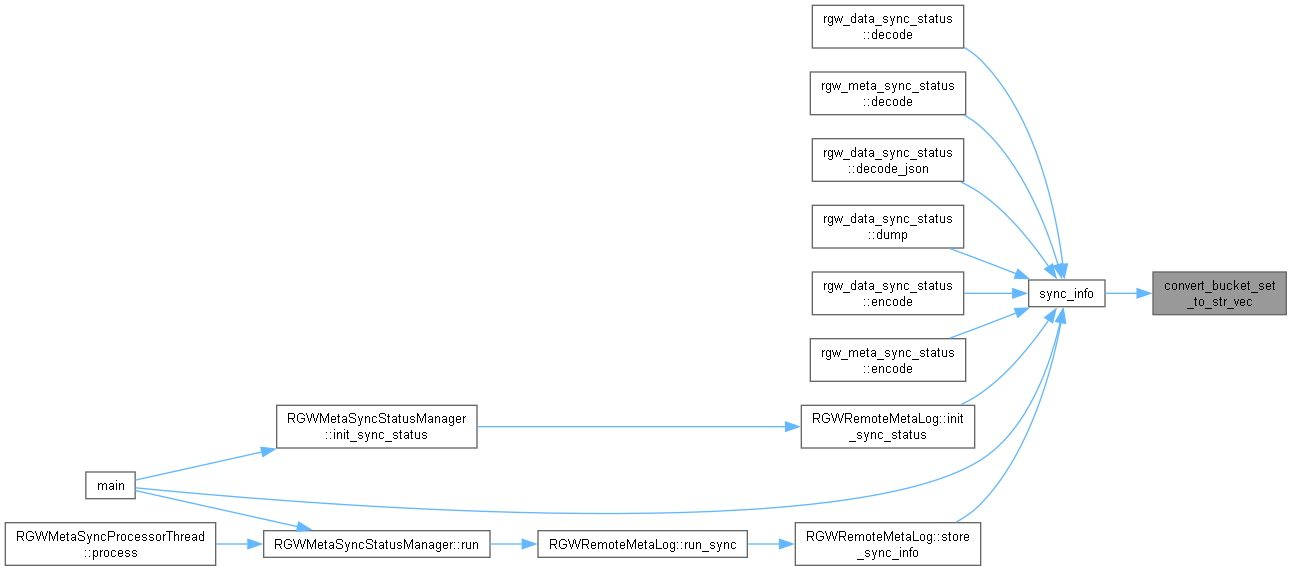 rgw_data_sync_status
::decode
rgw_meta_sync_status
::decode
rgw_data_sync_status
::decode_json
rgw_data_sync_status
::dump
rgw_data_sync_status
::encode
sync_info
convert_bucket_set
_to_str_vec
rgw_meta_sync_status
::encode
RGWMetaSyncStatusManager
::init_sync_status
RGWRemoteMetaLog::init
_sync_status
main
RGWMetaSyncProcessorThread
::process
RGWMetaSyncStatusManager::run
RGWRemoteMetaLog::run_sync
RGWRemoteMetaLog::store
_sync_info